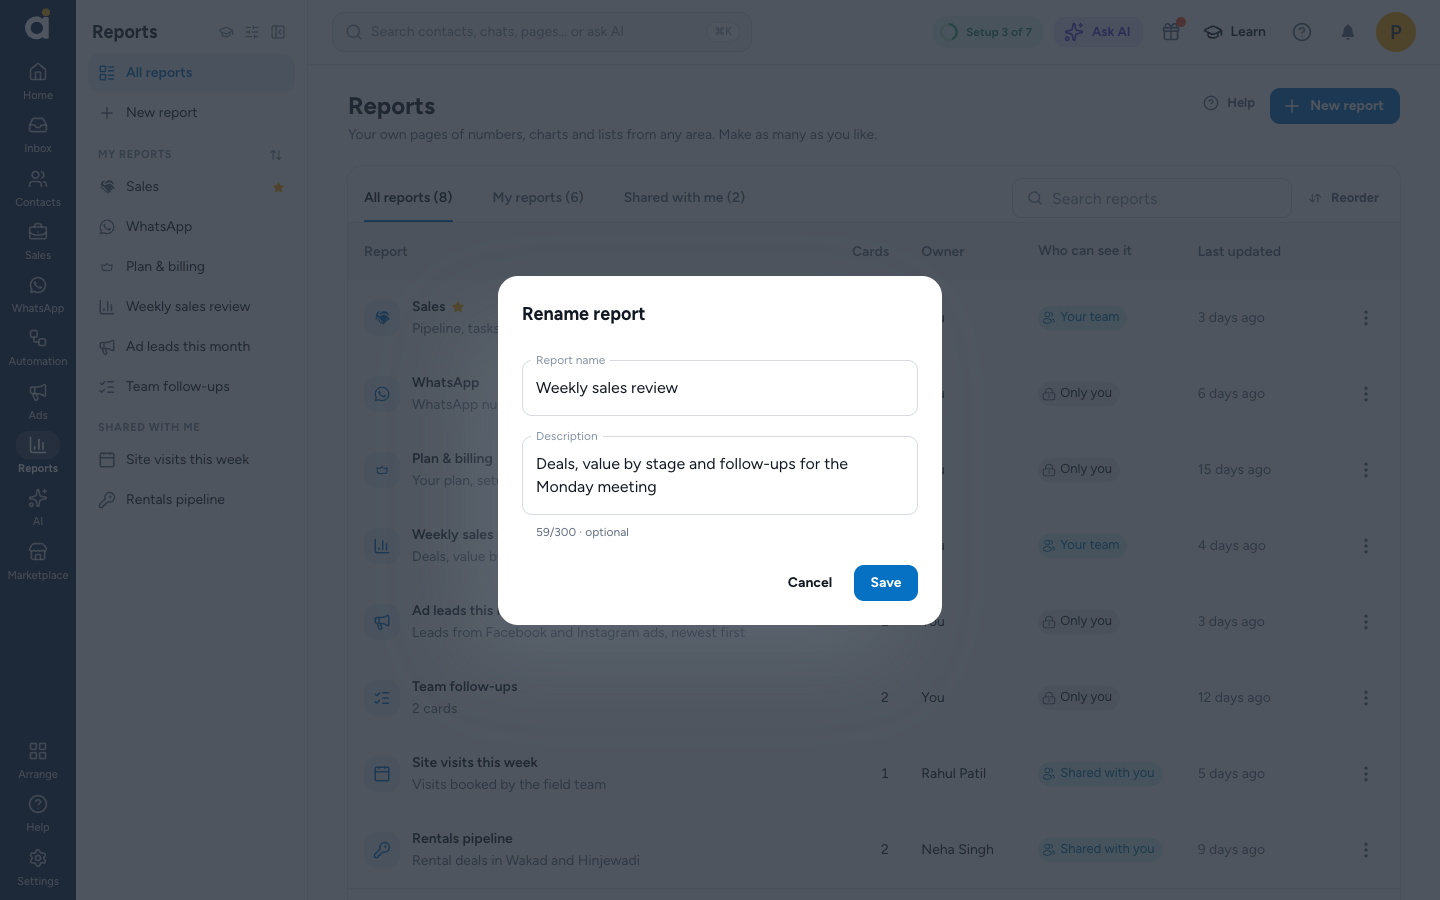 Reports
Search contacts, chats, pages... or ask AI
⌘K
Setup 3 of 7
Ask AI
Learn
P
Home
Inbox
Contacts
Sales
WhatsApp
Automation
Ads
Reports
AI
Marketplace
Arrange
Help
Settings
All reports
New report
MY REPORTS
Sales
WhatsApp
Plan & billing
Weekly sales review
Ad leads this month
Team follow-ups
SHARED WITH ME
Site visits this week
Rentals pipeline
Reports
Your own pages of numbers, charts and lists from any area. Make as many as you like.
Help
New report
All reports (8)
My reports (6)
Shared with me (2)
Search reports
Reorder
Report
Cards
Owner
Who can see it
Last updated
Sales
Pipeline, tasks
Your team
3 days ago
WhatsApp
Only you
6 days ago
Plan & billing
Your plan,
Only you
15 days ago
Weekly sales
Deals, value
Your team
4 days ago
Ad leads this
Leads from Facebook and Instagram ads, newest first
Only you
3 days ago
Team follow-ups
2 cards
2
You
Only you
12 days ago
Site visits this week
Visits booked by the field team
1
Rahul Patil
Shared with you
5 days ago
Rentals pipeline
Rental deals in Wakad and Hinjewadi
2
Neha Singh
Shared with you
9 days ago
Rename report
Report name
Weekly sales review
Description
Deals, value by stage and follow-ups for the
Monday meeting
59/300 · optional
Cancel
Save